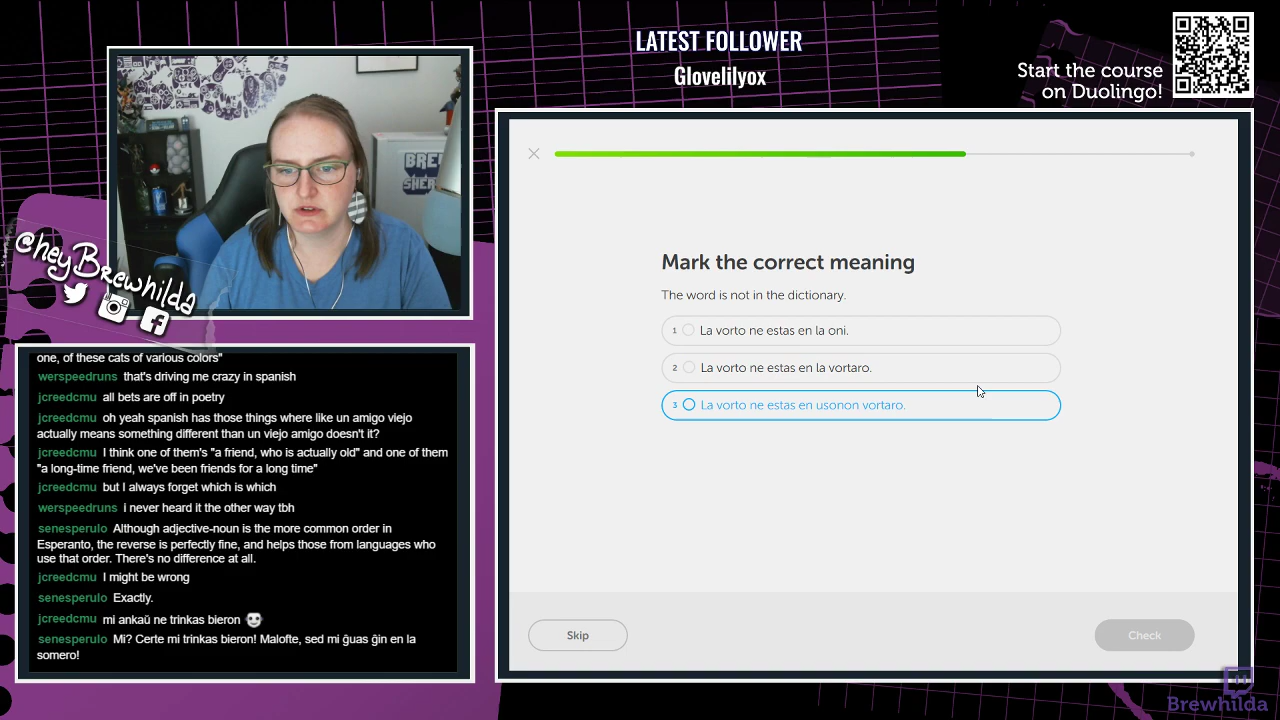 LATEST FOLLOWER
Glovelilyox
Start the course
on Duolingo!
@heyBrewhilda
BREW
SHER
one, of these cats of various colors"
werspeedruns that's driving me crazy in spanish
jcreedcmu all bets are off in poetry
jcreedcmu oh yeah spanish has those things where like un amigo viejo
actually means something different than un viejo amigo doesn't it?
jcreedcmu I think one of them's "a friend, who is actually old" and one of them
"a long-time friend, we've been friends for a long time"
jcreedcmu but I always forget which is which
werspeedruns i never heard it the other way tbh
senesperulo Although adjective-noun is the more common order in
Esperanto, the reverse is perfectly fine, and helps those from languages who
use that order. There's no difference at all.
jcreedcmu I might be wrong
senesperulo Exactly.
jcreedcmu mi ankaŭ ne trinkas bieron
senesperulo Mi? Certe mi trinkas bieron! Malofte, sed mi ĝuas ĝin en la
somero!
Mark the correct meaning
The word is not in the dictionary.
1 La vorto ne estas en la oni.
2 La vorto ne estas en la vortaro.
3 La vorto ne estas en usonon vortaro.
Skip
Check
Brewhilda